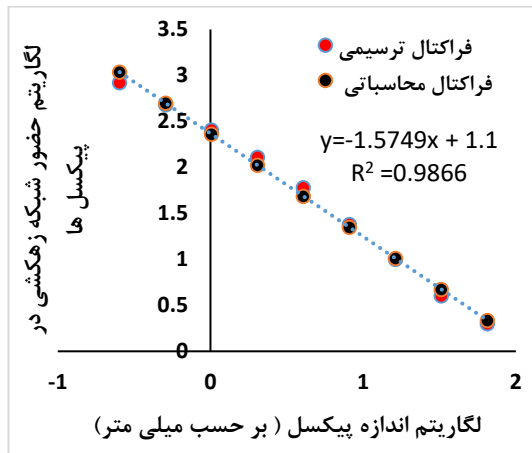 3.5
3
2.5
2
1.5
1
0.5
0
-1
0
1
2
فراکتال ترسیمی
فراکتال محاسباتی
y=-1.5749x + 1.1
R² =0.9866
لگاریتم حضور شبکه زهکشی در
پیکسل ها
لگاریتم اندازه پیکسل ( بر حسب میلی متر)